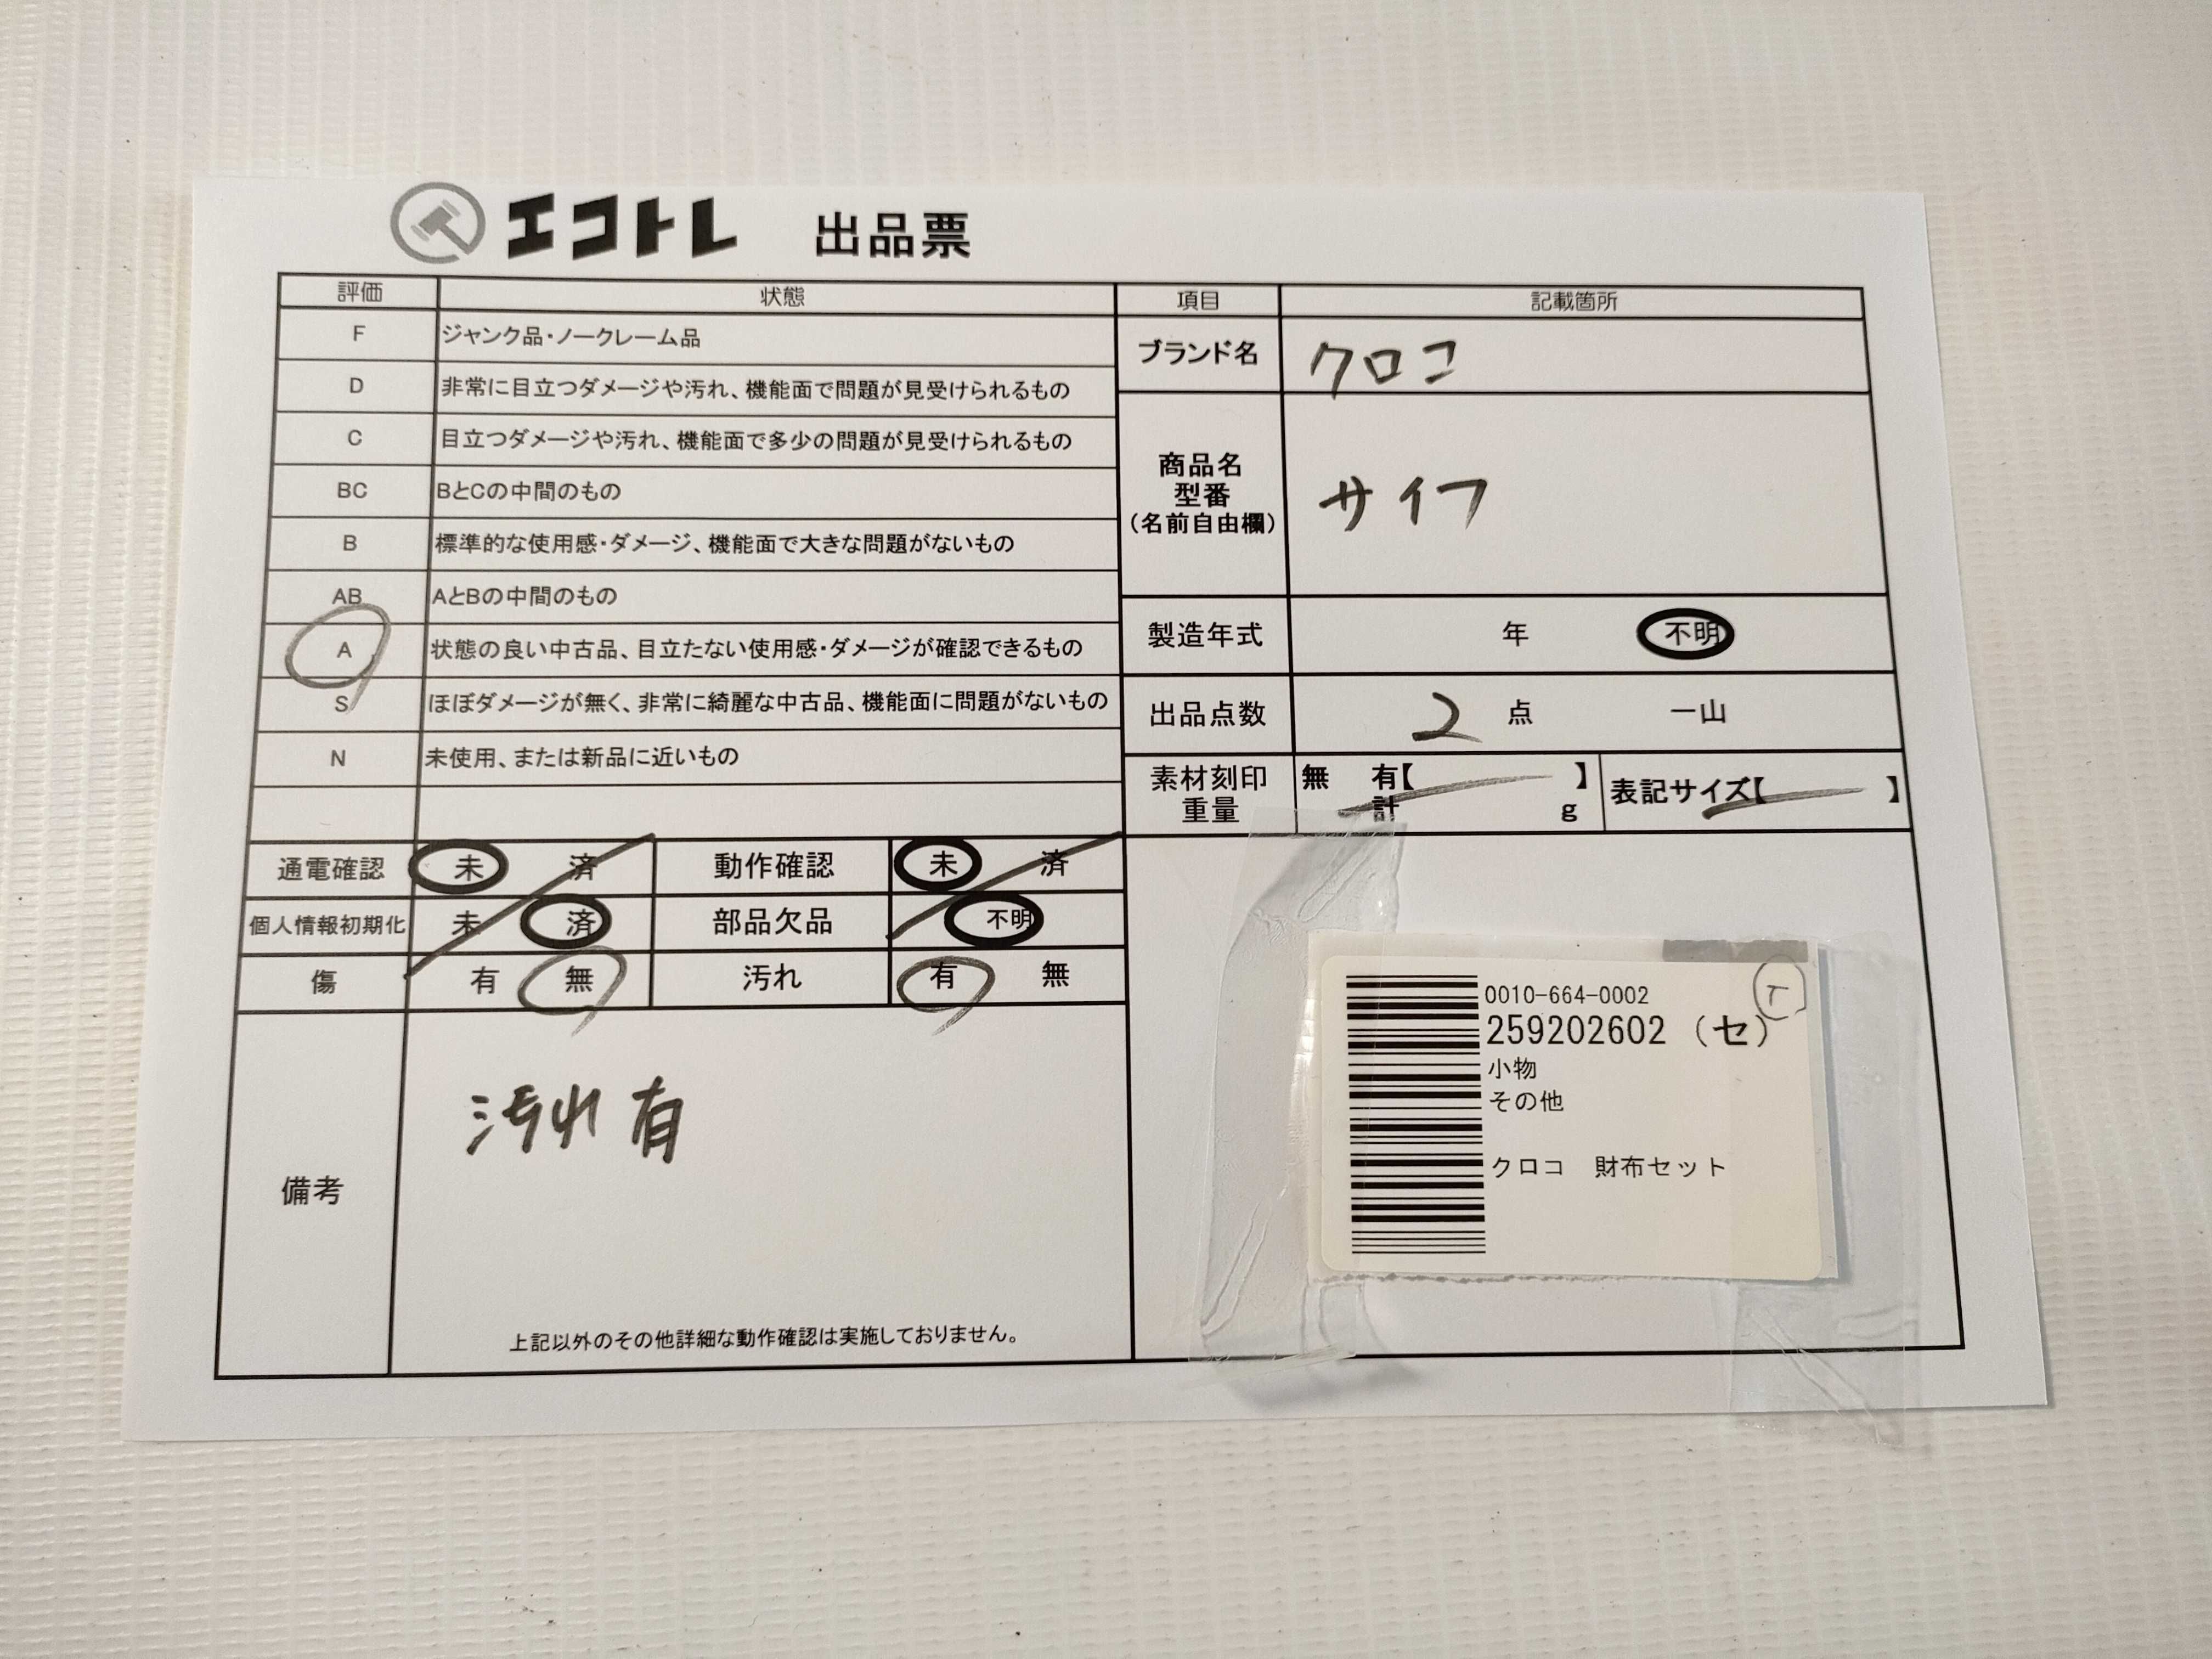 エコトレ 出品票
評価 状態
F ジャンク品・ノークレーム品
D 非常に目立つダメージや汚れ、機能面で問題が見受けられるもの
C 目立つダメージや汚れ、機能面で多少の問題が見受けられるもの
BC BとCの中間のもの
B 標準的な使用感・ダメージ、機能面で大きな問題がないもの
AB AとBの中間のもの
A 状態の良い中古品、目立たない使用感・ダメージが確認できるもの
S ほぼダメージが無く、非常に綺麗な中古品、機能面に問題がないもの
N 未使用、または新品に近いもの
項目 記載箇所
ブランド名 クロコ
商品名
型番
（名前自由欄）
サイフ
製造年式 年 不明
出品点数 2 点 一山
素材刻印 無 有【 】
重量 計 g
表記サイズ【 】
通電確認 未 済 動作確認 未 済
個人情報初期化 未 済 部品欠品 不明
傷 有 無 汚れ 有 無
備考
汚れ有
上記以外のその他詳細な動作確認は実施しておりません。
0010-664-0002
T
259202602 （セ）
小物
その他
クロコ 財布セット